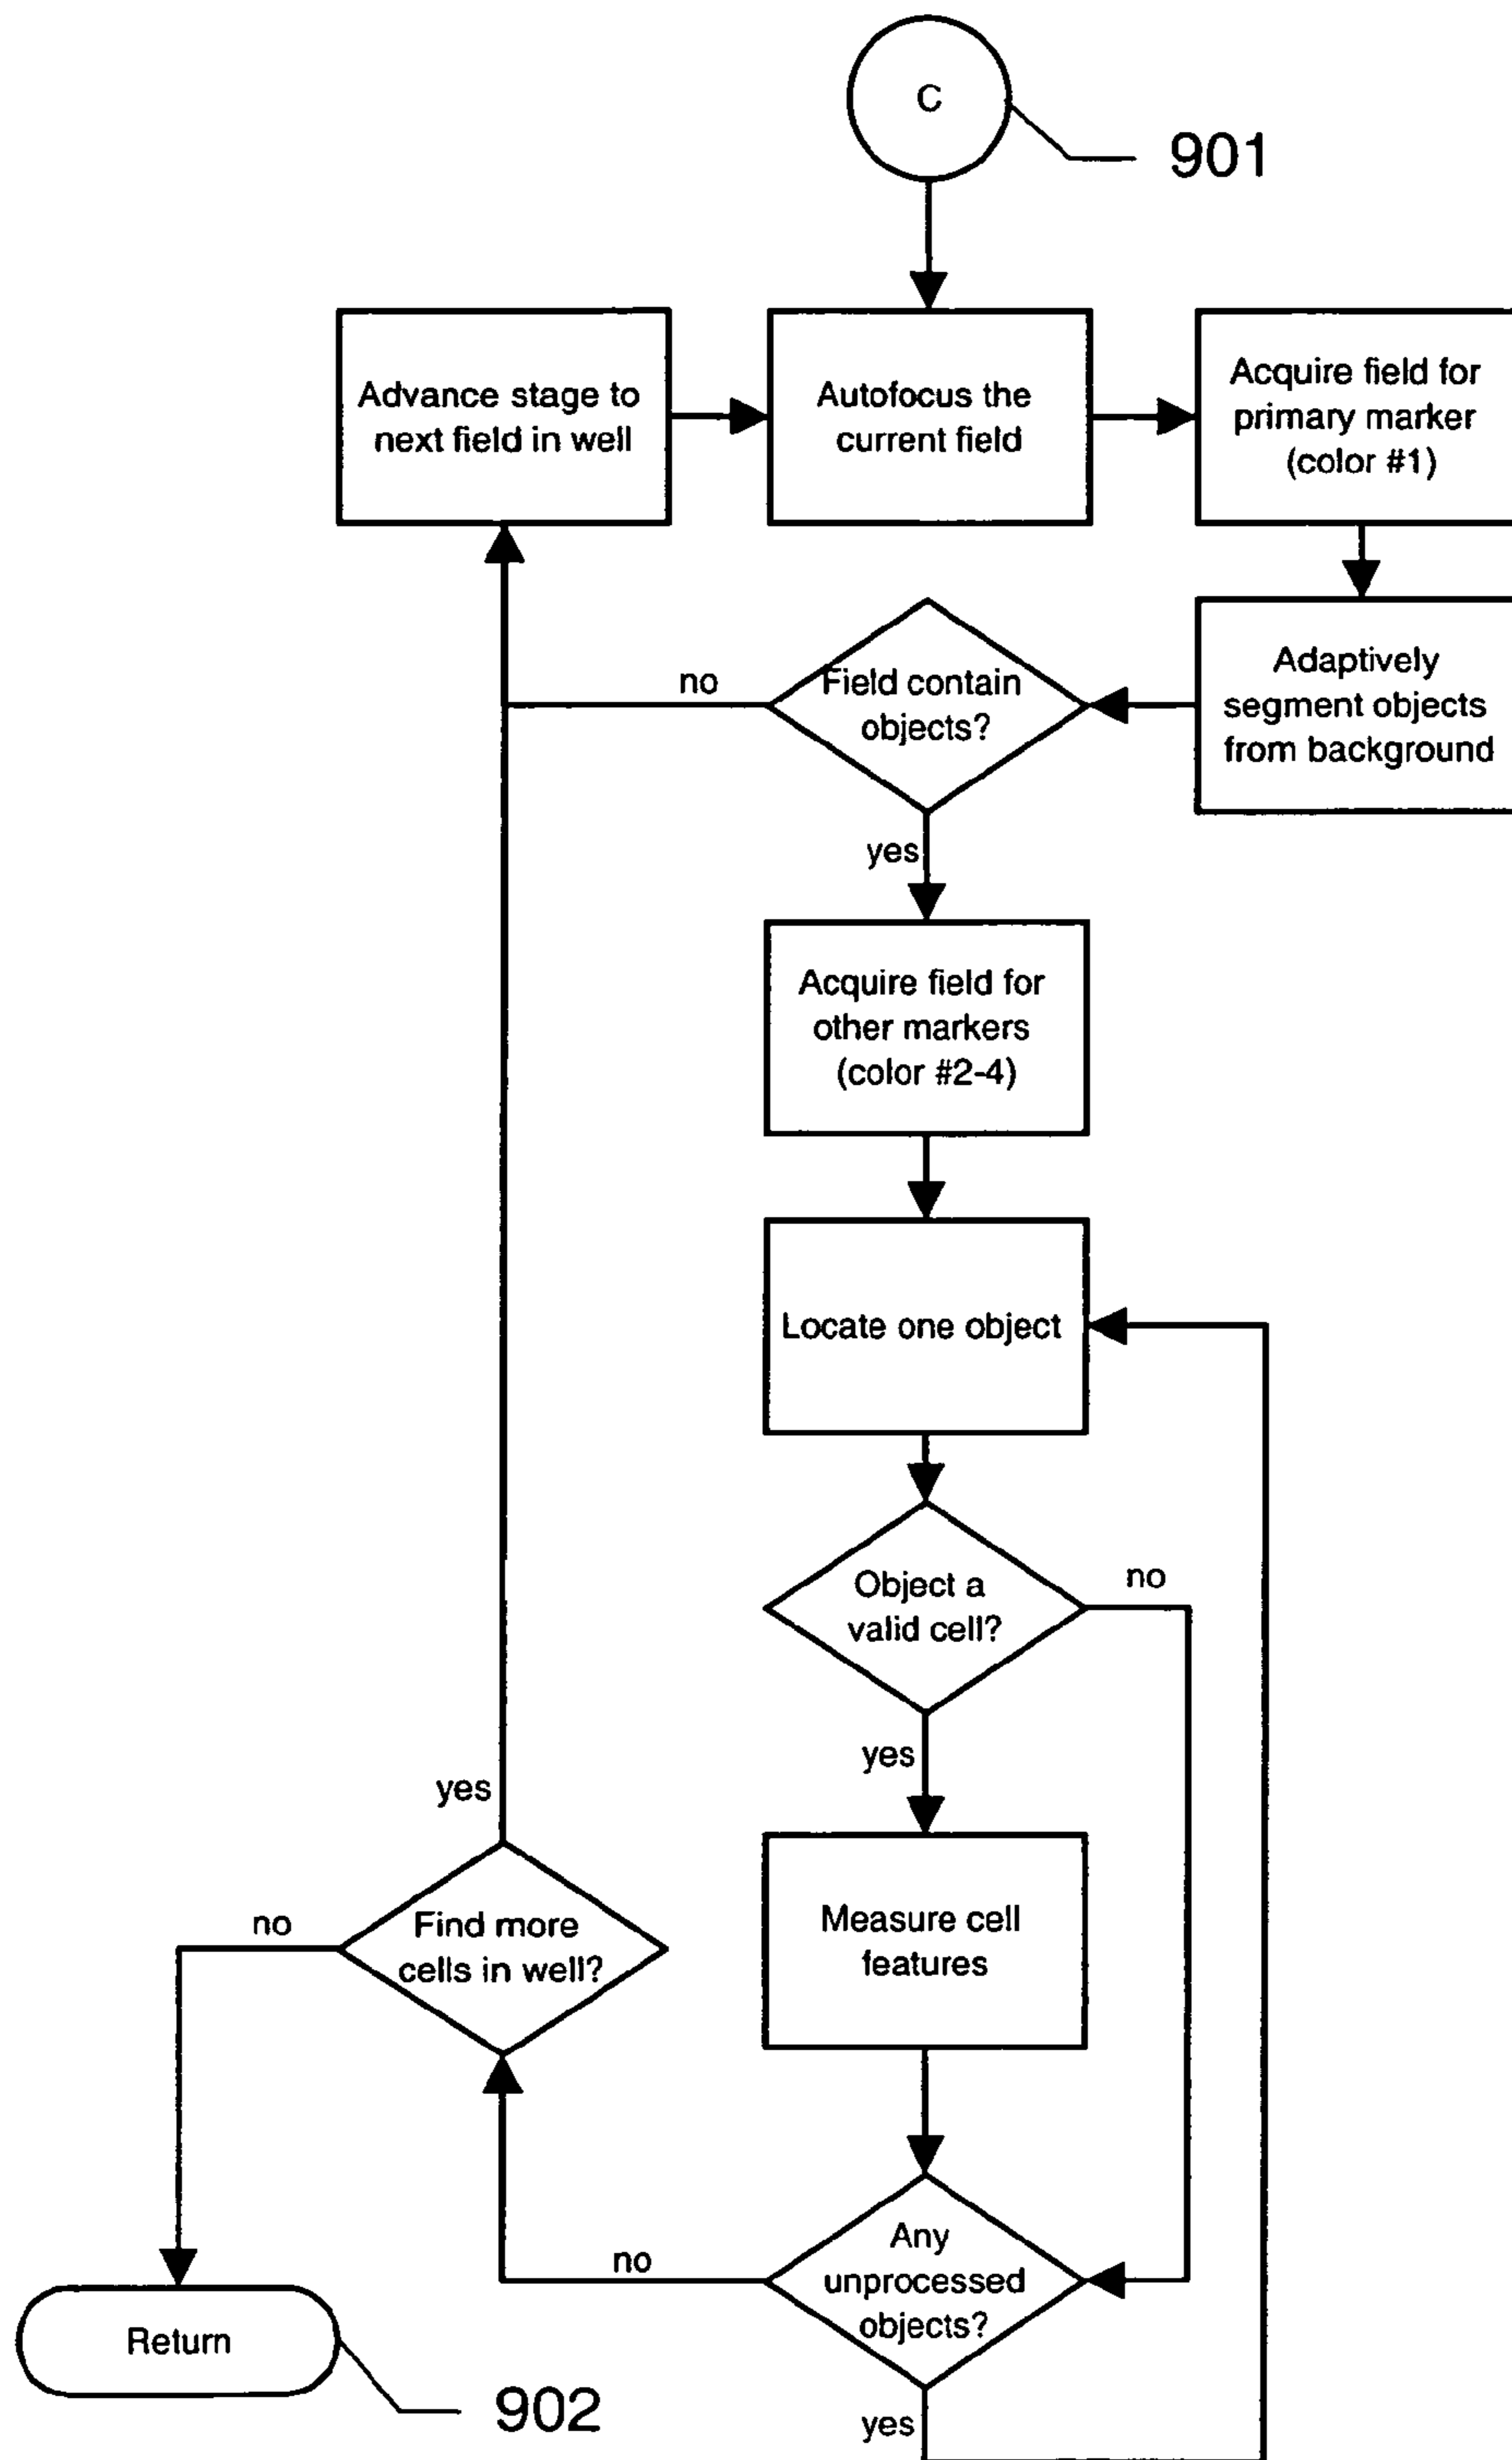 C
901
Advance stage to
next field in well
Autofocus the
current field
Acquire field for
primary marker
(color #1)
Adaptively
segment objects
from background
Field contain
objects?
no
yes
Acquire field for
other markers
(color #2-4)
Locate one object
Object a
valid cell?
no
yes
Measure cell
features
yes
Find more
cells in well?
no
Any
unprocessed
objects?
no
yes
Return
902